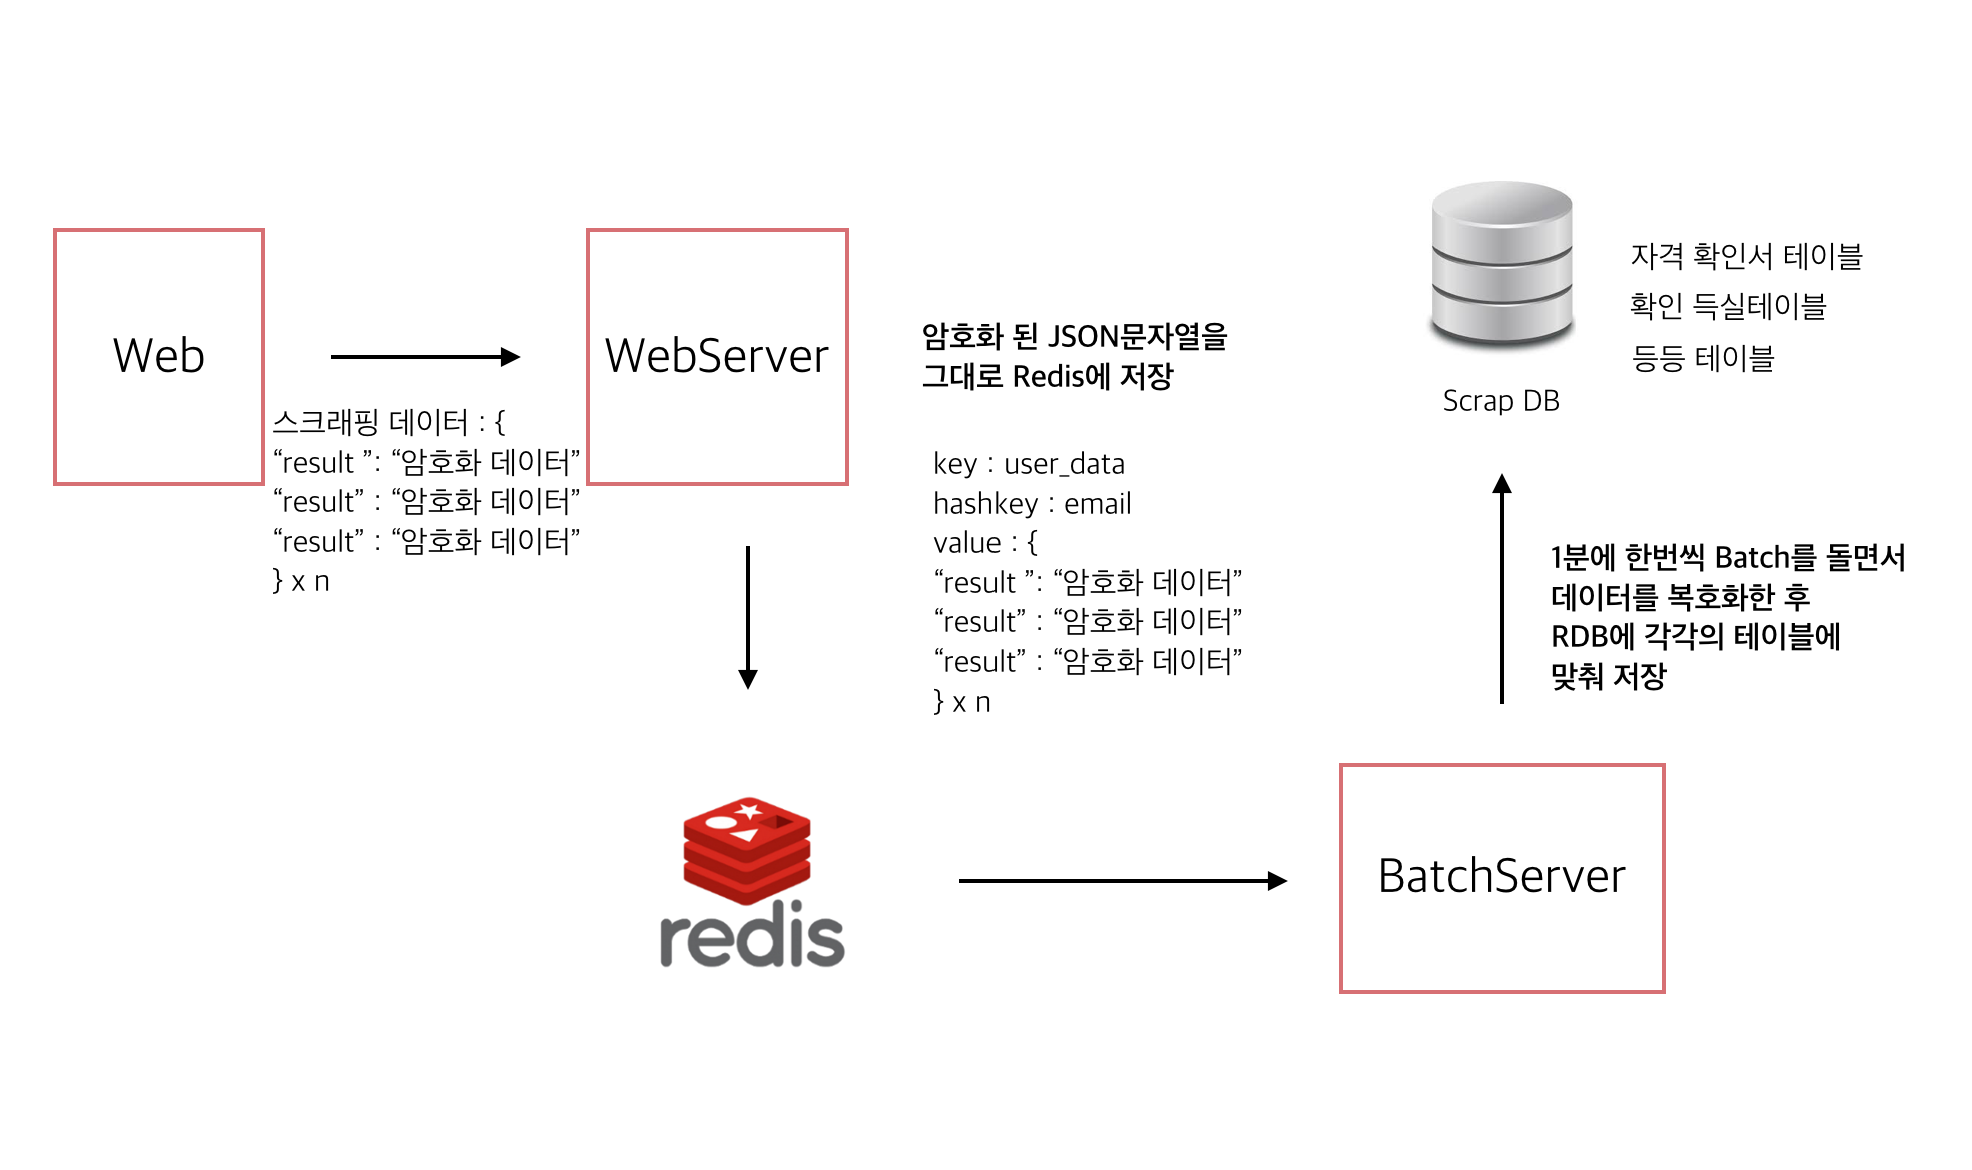 Web
스크래핑 데이터 : {
“result ”: “암호화 데이터”
“result” : “암호화 데이터”
“result” : “암호화 데이터”
} x n
WebServer
암호화 된 JSON문자열을
그대로 Redis에 저장
key : user_data
hashkey : email
value : {
“result ”: “암호화 데이터”
“result” : “암호화 데이터”
“result” : “암호화 데이터”
} x n
redis
BatchServer
1분에 한번씩 Batch를 돌면서
데이터를 복호화한 후
RDB에 각각의 테이블에
맞춰 저장
Scrap DB
자격 확인서 테이블
확인 득실테이블
등등 테이블